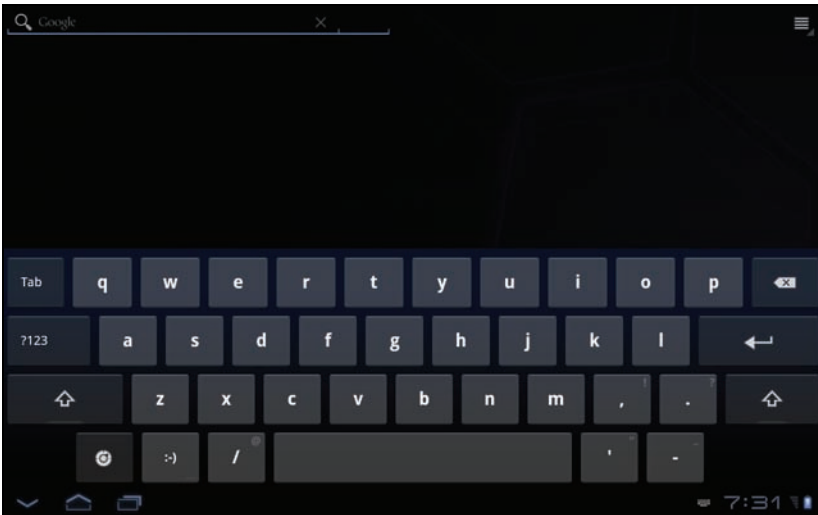 Google
Tab q w e r t y u i o p
?123 a s d f g h j k l
z x c v b n m , ! . ?
:-) / @ ' " - _
7:31